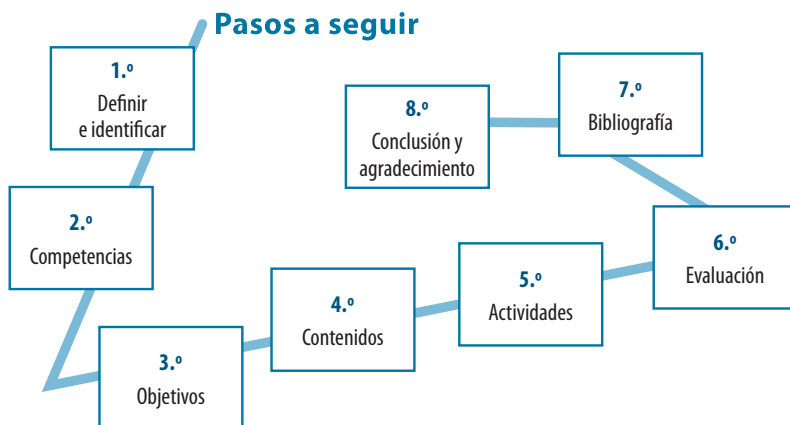 Pasos a seguir
1.º
Definir
e identificar
2.º
Competencias
3.º
Objetivos
4.º
Contenidos
5.º
Actividades
6.º
Evaluación
7.º
Bibliografía
8.º
Conclusión y
agradecimiento